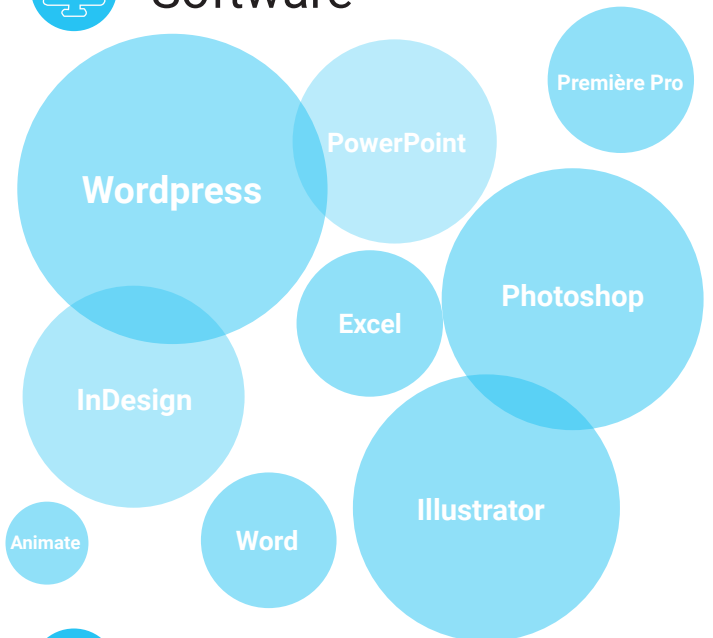 Software
Première Pro
PowerPoint
Wordpress
Photoshop
Excel
InDesign
Illustrator
Word
Animate